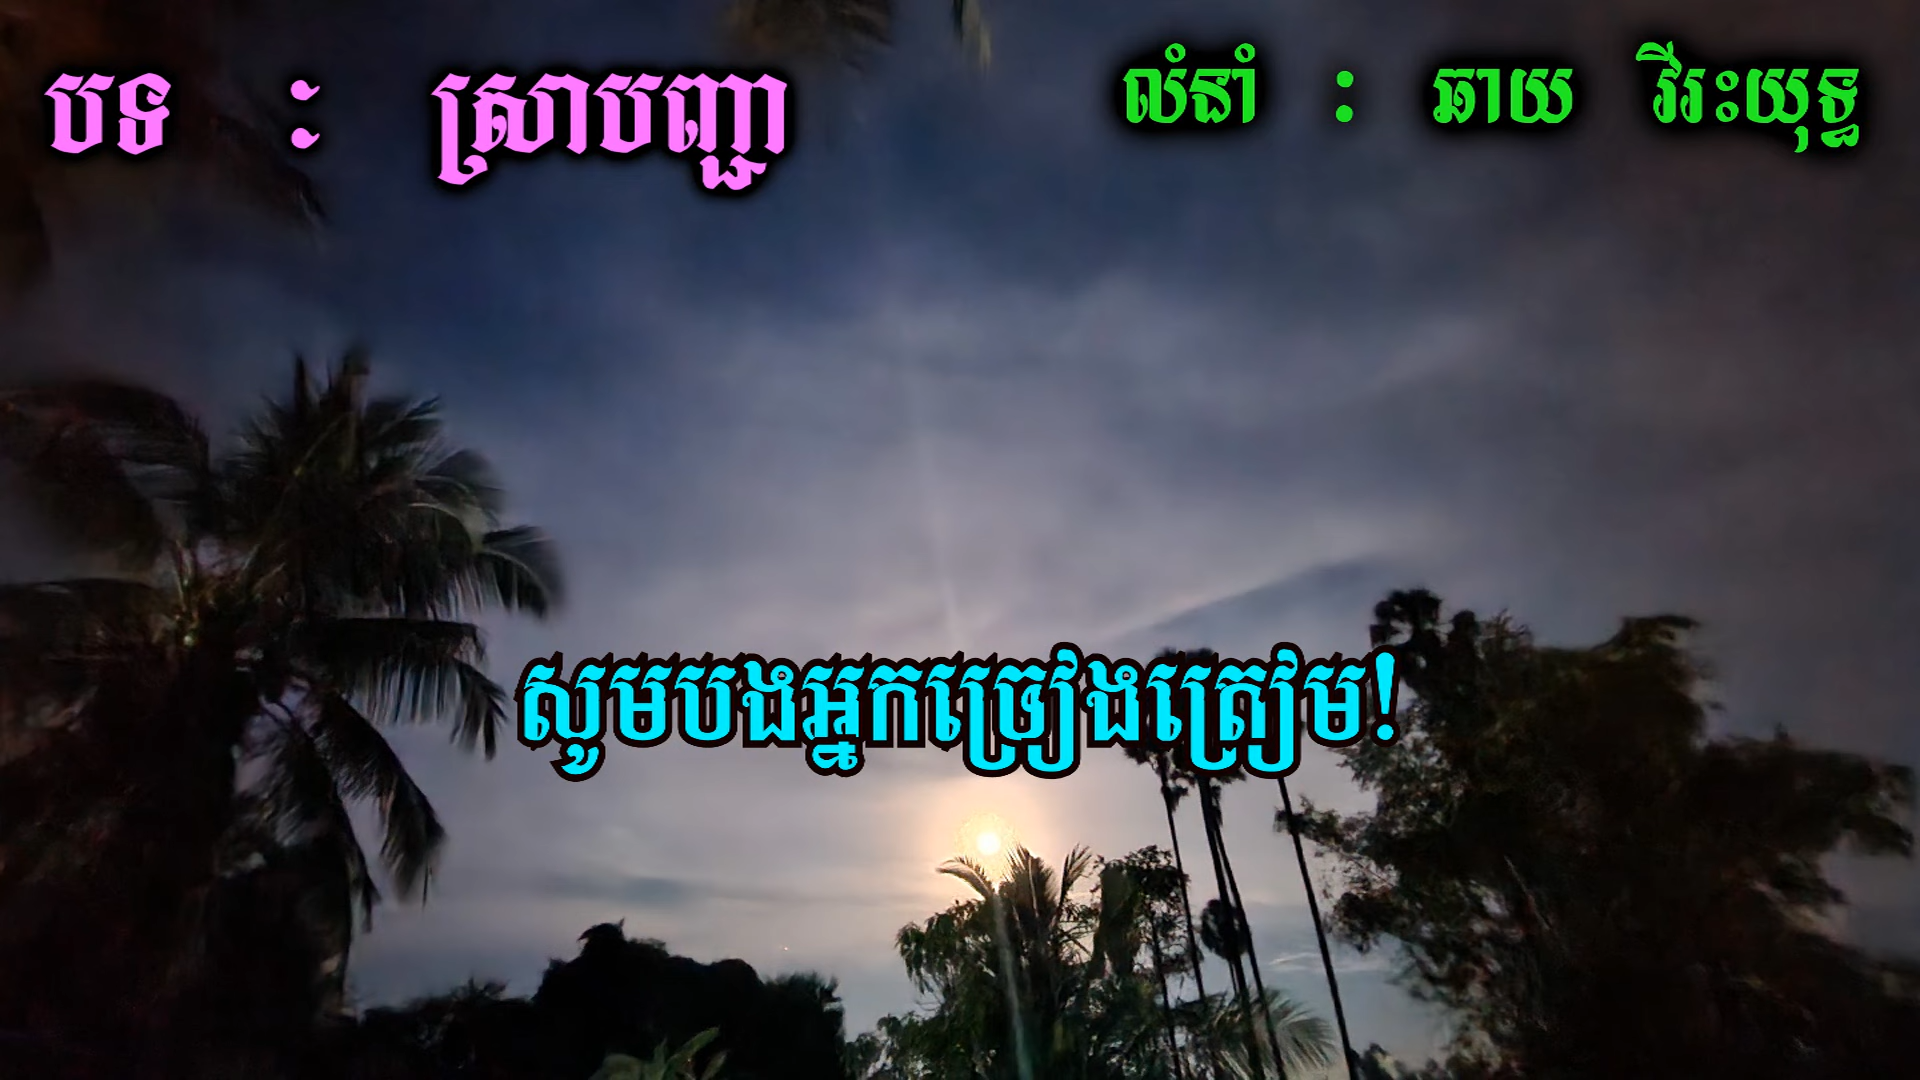 បទ ៈ ស្រាបញ្ជា
លំនាំ : ឆាយ វីរះយុទ្ធ
សូមបងអ្នកច្រៀងត្រៀម!